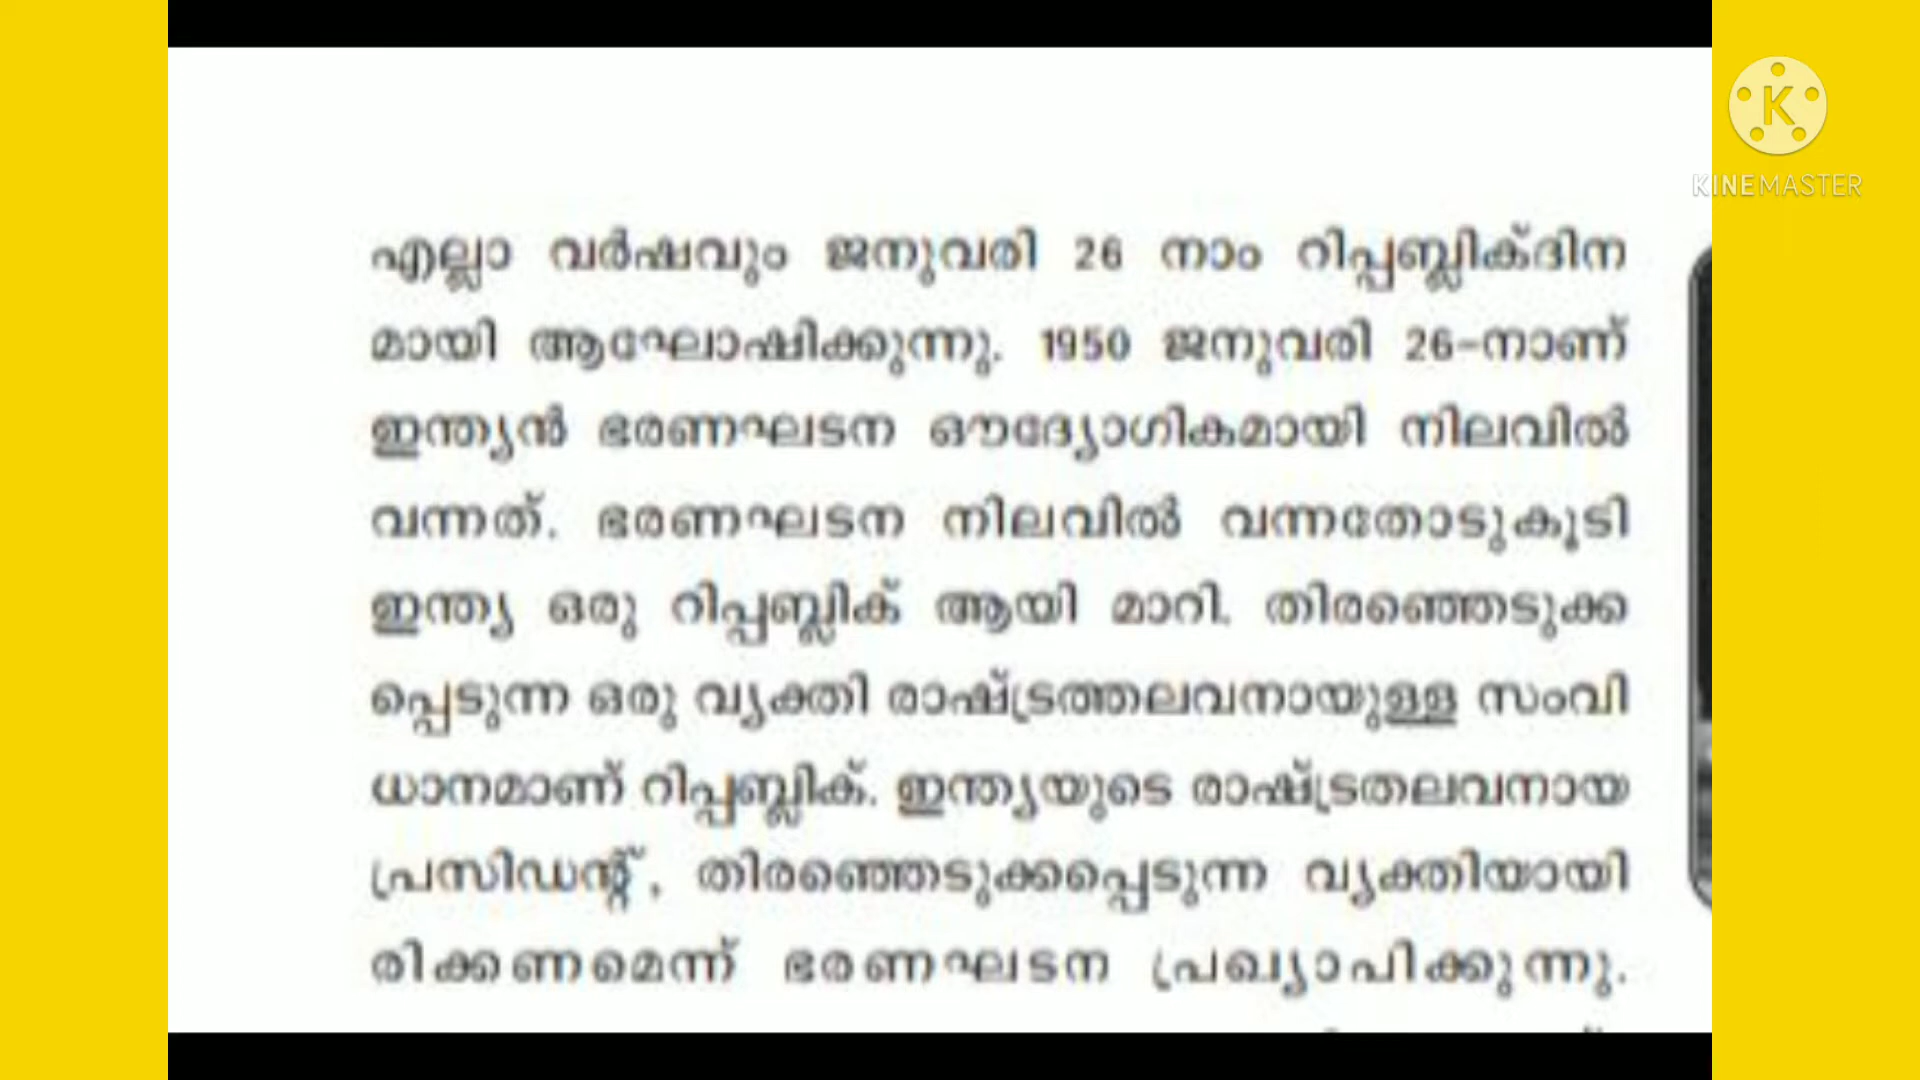 എല്ലാ വർഷവും ജനുവരി 26 നാം റിപ്പബ്ലിക്ദിന
മായി ആഘോഷിക്കുന്നു. 1950 ജനുവരി 26-നാണ്
ഇന്ത്യൻ ഭരണഘടന ഔദ്യോഗികമായി നിലവിൽ
വന്നത്. ഭരണഘടന നിലവിൽ വന്നതോടുകൂടി
ഇന്ത്യ ഒരു റിപ്പബ്ലിക് ആയി മാറി. തിരഞ്ഞെടുക്ക
പ്പെടുന്ന ഒരു വ്യക്തി രാഷ്ട്രത്തലവനായുള്ള സംവി
ധാനമാണ് റിപ്പബ്ലിക്. ഇന്ത്യയുടെ രാഷ്ട്രതലവനായ
പ്രസിഡന്റ്, തിരഞ്ഞെടുക്കപ്പെടുന്ന വ്യക്തിയായി
രിക്കണമെന്ന് ഭരണഘടന പ്രഖ്യാപിക്കുന്നു.
K
KINEMASTER